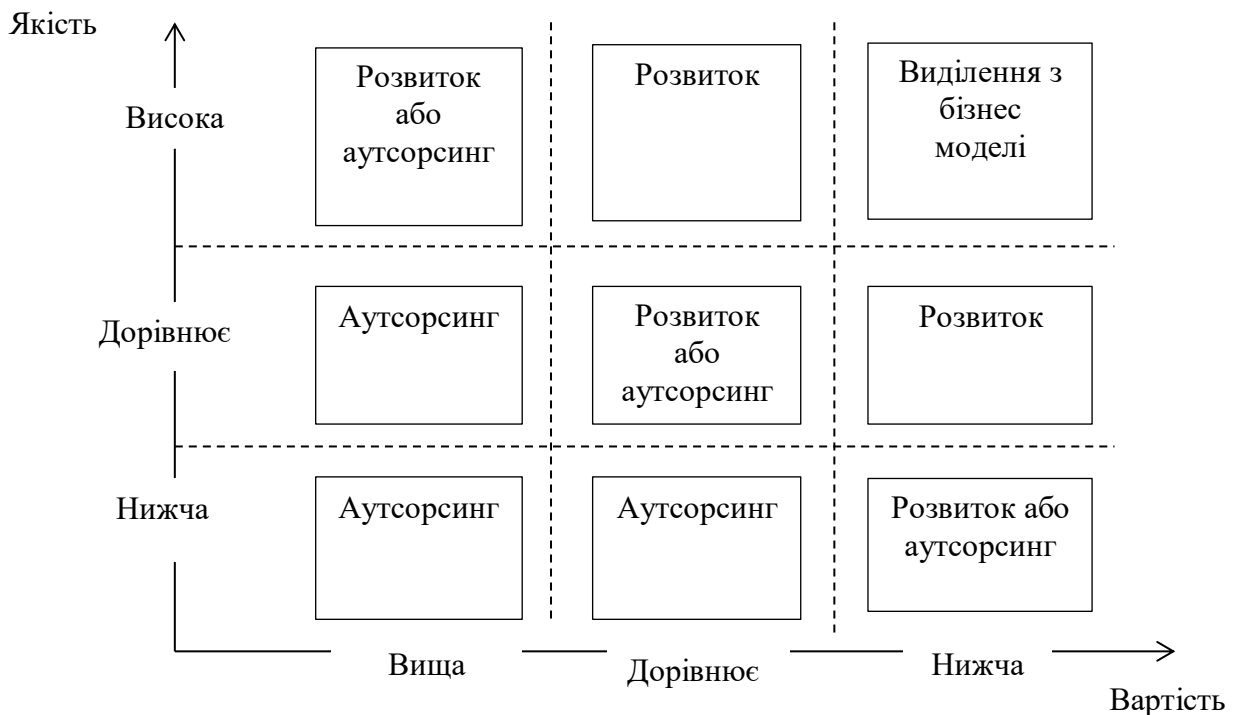 Якість
Висока
Розвиток
або
аутсорсинг
Розвиток
Виділення з
бізнес
моделі
Дорівнює
Аутсорсинг
Розвиток
або
аутсорсинг
Розвиток
Нижча
Аутсорсинг
Аутсорсинг
Розвиток або
аутсорсинг
Вища
Дорівнює
Нижча
Вартість